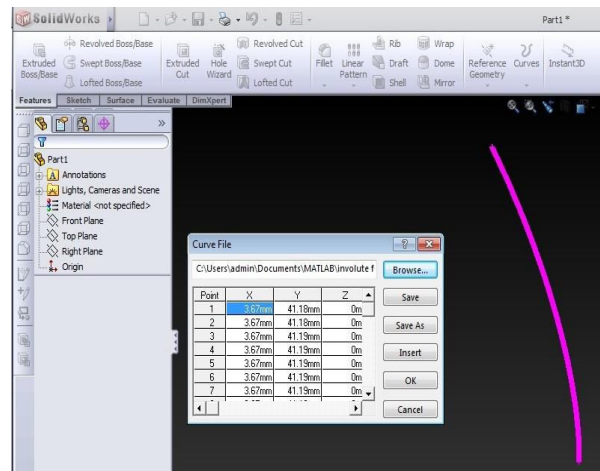 SolidWorks
Part1 *
Extruded Boss/Base
Revolved Boss/Base
Swept Boss/Base
Lofted Boss/Base
Extruded Cut
Hole Wizard
Revolved Cut
Swept Cut
Lofted Cut
Fillet
Linear Pattern
Rib
Draft
Shell
Wrap
Dome
Mirror
Reference Geometry
Curves
Instant3D
Features Sketch Surface Evaluate DimXpert
Part1
Annotations
Lights, Cameras and Scene
Material <not specified>
Front Plane
Top Plane
Right Plane
Origin
Curve File
C:\Users\admin\Documents\MATLAB\involute f
Browse...
Point X Y Z
1 3.67mm 41.18mm 0m
2 3.67mm 41.18mm 0m
3 3.67mm 41.19mm 0m
4 3.67mm 41.19mm 0m
5 3.67mm 41.19mm 0m
6 3.67mm 41.19mm 0m
7 3.67mm 41.19mm 0m
Save
Save As
Insert
OK
Cancel